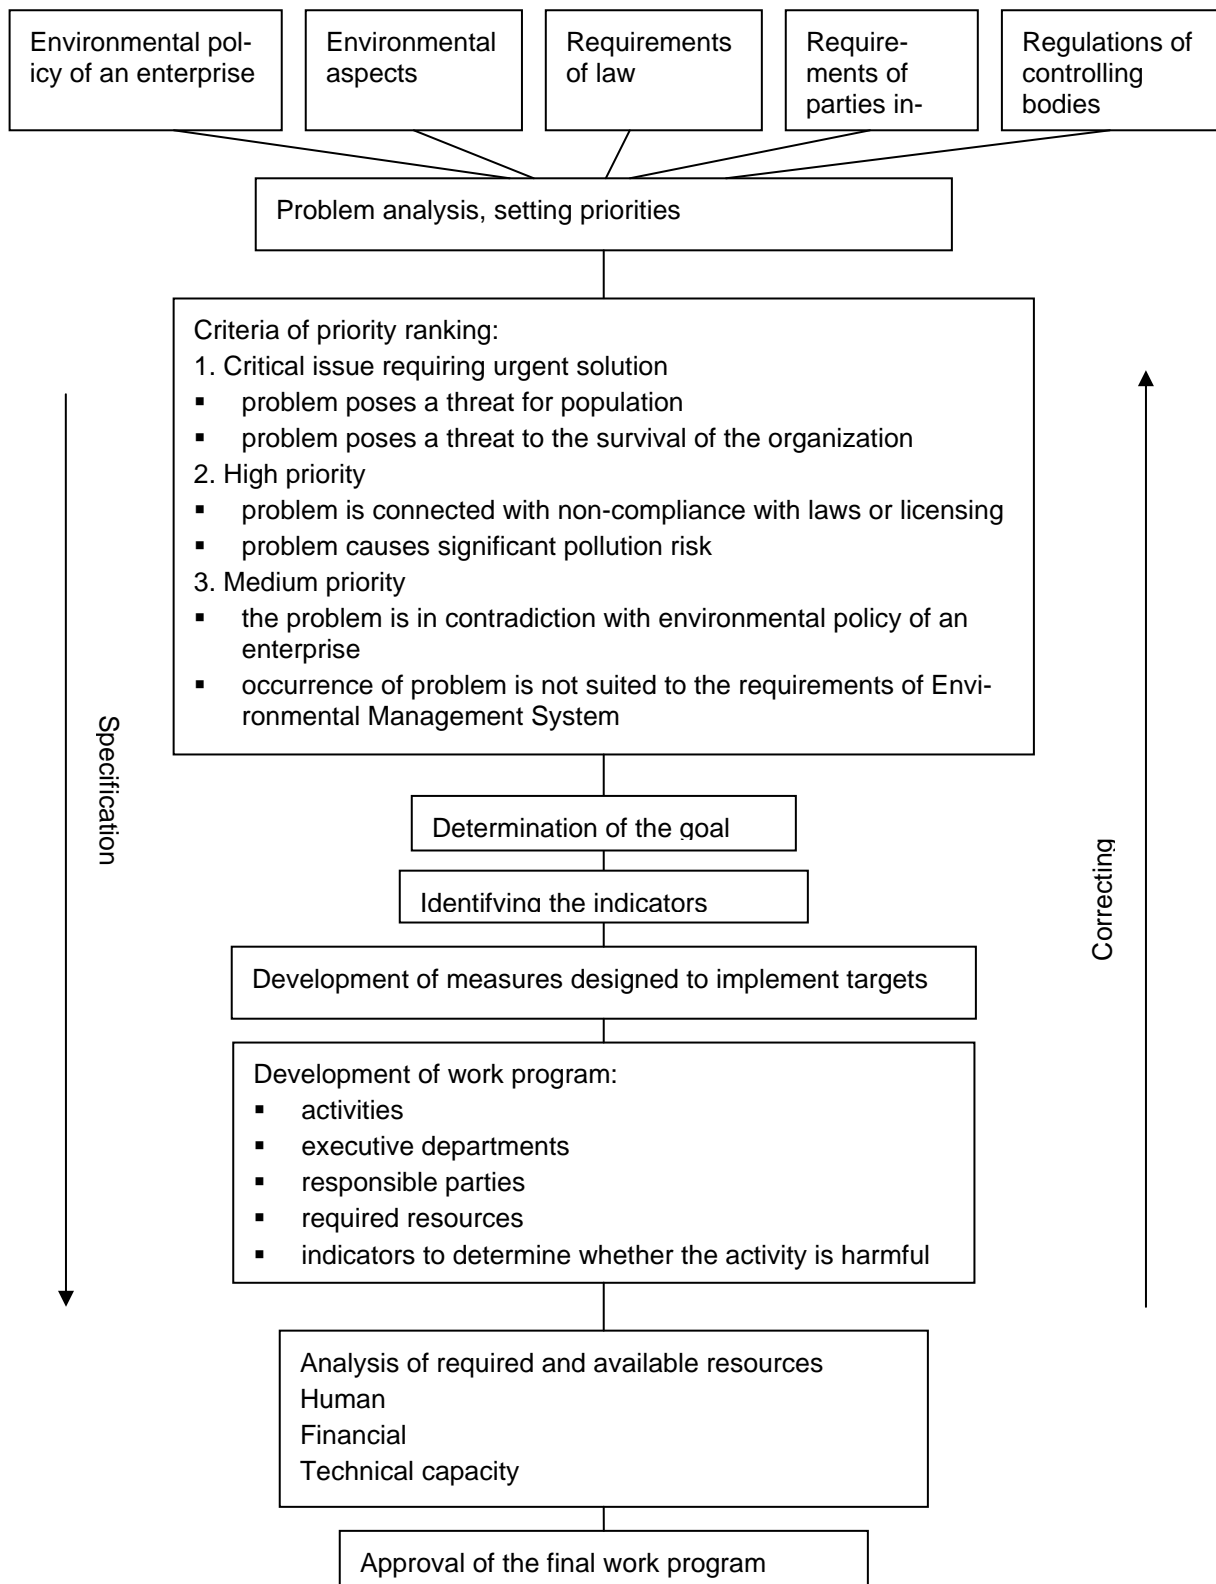 Environmental pol-
icy of an enterprise
Environmental
aspects
Requirements
of law
Require-
ments of
parties in-
Regulations of
controlling
bodies
Problem analysis, setting priorities
Criteria of priority ranking:
1. Critical issue requiring urgent solution
▪ problem poses a threat for population
▪ problem poses a threat to the survival of the organization
2. High priority
▪ problem is connected with non-compliance with laws or licensing
▪ problem causes significant pollution risk
3. Medium priority
▪ the problem is in contradiction with environmental policy of an
enterprise
▪ occurrence of problem is not suited to the requirements of Envi-
ronmental Management System
Specification
Correcting
Determination of the goal
Identifying the indicators
Development of measures designed to implement targets
Development of work program:
▪ activities
▪ executive departments
▪ responsible parties
▪ required resources
▪ indicators to determine whether the activity is harmful
Analysis of required and available resources
Human
Financial
Technical capacity
Approval of the final work program